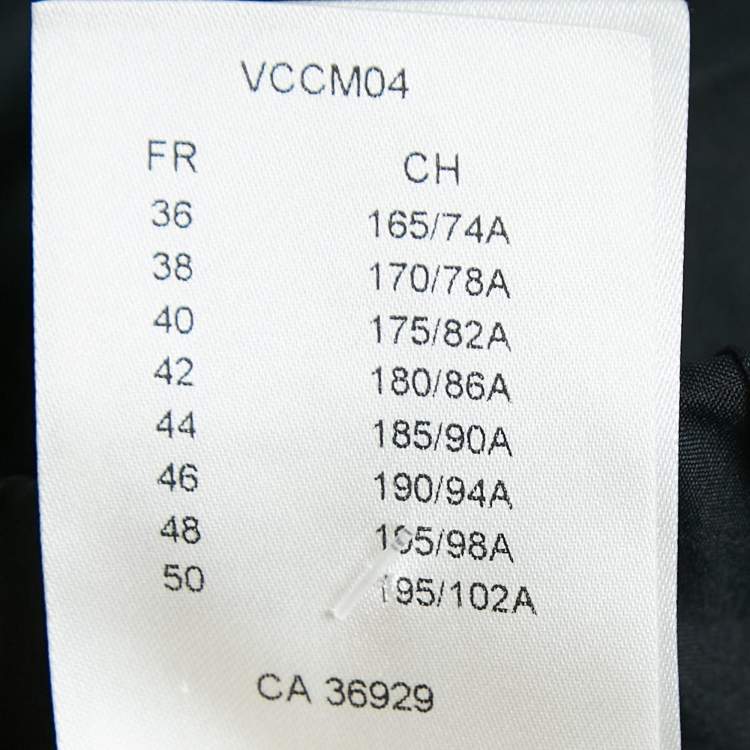 VCCM04
FR CH
36 165/74A
38 170/78A
40 175/82A
42 180/86A
44 185/90A
46 190/94A
48 195/98A
50 195/102A
CA 36929